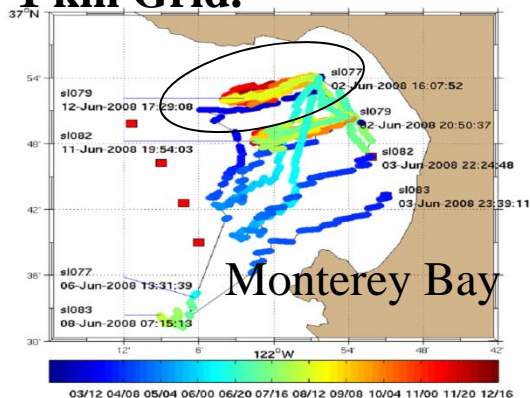 1 km Grid.
37°N
54'
48'
42'
36'
30'
sl077
02-Jun-2008 16:07:52
sl079
12-Jun-2008 17:29:08
sl079
02-Jun-2008 20:50:37
sl082
11-Jun-2008 19:54:03
sl082
03-Jun-2008 22:24:48
sl083
03-Jun-2008 23:39:11
sl077
06-Jun-2008 13:31:39
sl083
08-Jun-2008 07:15:13
Monterey Bay
12' 6' 122°W 54' 48' 42'
03/12 04/08 05/04 06/00 06/20 07/16 08/12 09/08 10/04 11/00 11/20 12/16